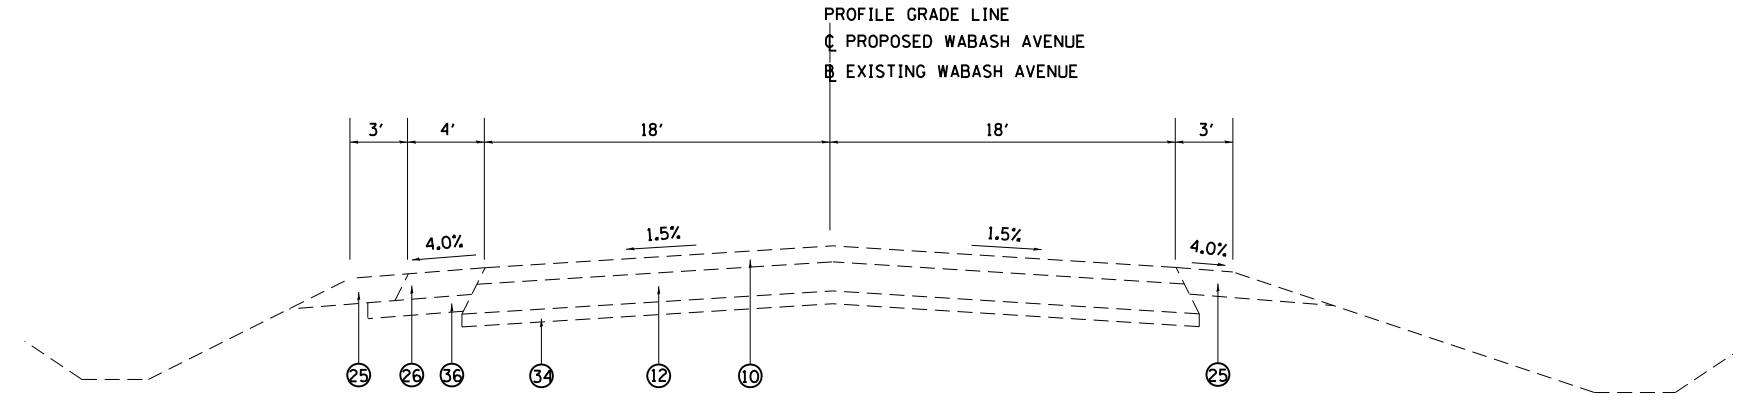 PROFILE GRADE LINE
℄ PROPOSED WABASH AVENUE
B EXISTING WABASH AVENUE
3' 4' 18' 18' 3'
4.0% 1.5% 1.5% 4.0%
25 26 36 34 12 10 25